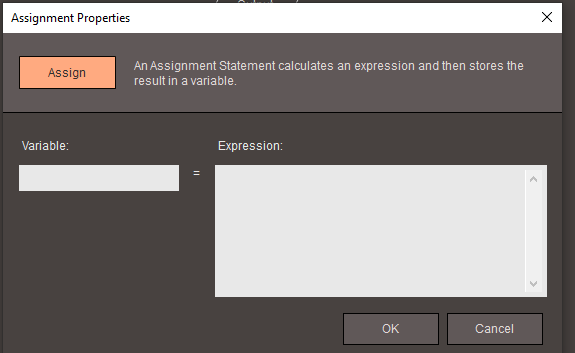 Assignment Properties
Assign
An Assignment Statement calculates an expression and then stores the
result in a variable.
Variable:
Expression:
=
OK
Cancel